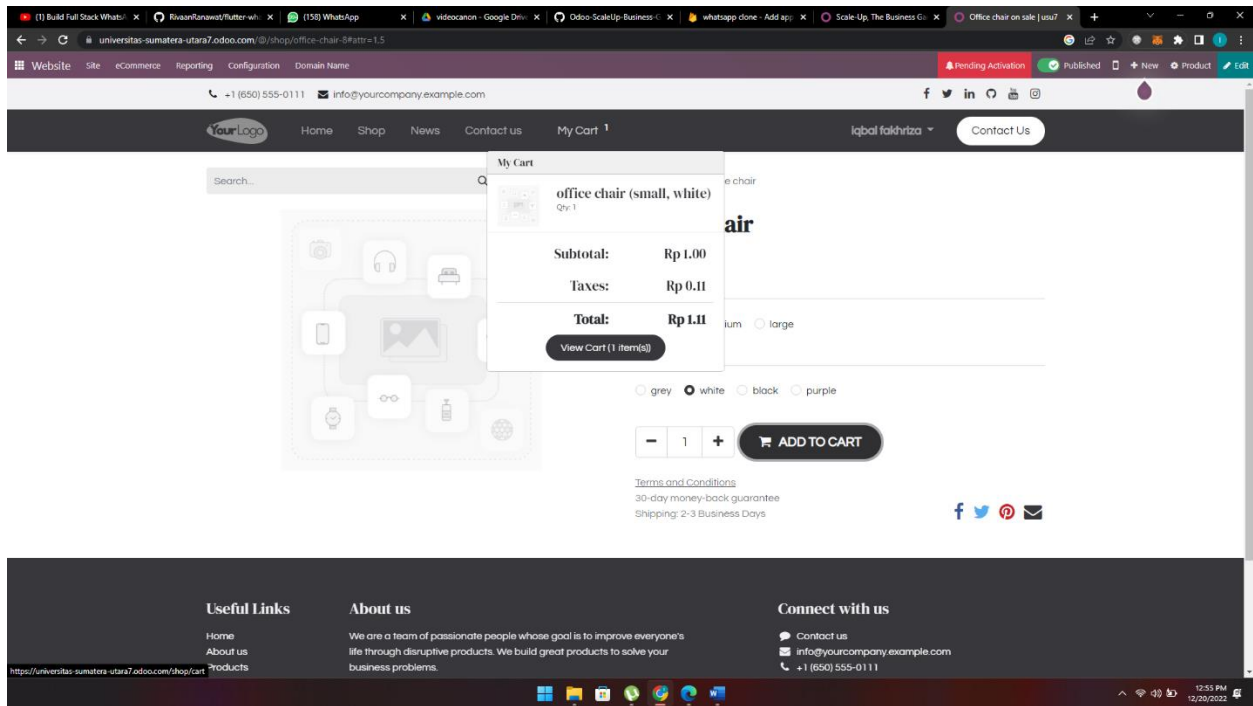 (1) Build Full Stack WhatsA
RivaanRanawat/flutter-wh
(158) WhatsApp
videocanon - Google Drive
Odoo-ScaleUp-Business-G
whatsapp clone - Add app
Scale-Up, The Business Ga
Office chair on sale | usu7
universitas-sumatera-utara7.odoo.com/@/shop/office-chair-8#attr=1,5
Website Site eCommerce Reporting Configuration Domain Name
Pending Activation Published + New Product Edit
+1 (650) 555-0111 info@yourcompany.example.com
YourLogo Home Shop News Contact us My Cart 1 Iqbal fakhriza Contact Us
Search...
e chair
air
My Cart
office chair (small, white)
Qty: 1
Subtotal: Rp 1.00
Taxes: Rp 0.11
Total: Rp 1.11
View Cart (1 item(s))
ium large
grey white black purple
- 1 + ADD TO CART
Terms and Conditions
30-day money-back guarantee
Shipping: 2-3 Business Days
Useful Links
Home
About us
Products
About us
We are a team of passionate people whose goal is to improve everyone's
life through disruptive products. We build great products to solve your
business problems.
Connect with us
Contact us
info@yourcompany.example.com
+1 (650) 555-0111
https://universitas-sumatera-utara7.odoo.com/shop/cart
12:55 PM
12/20/2022